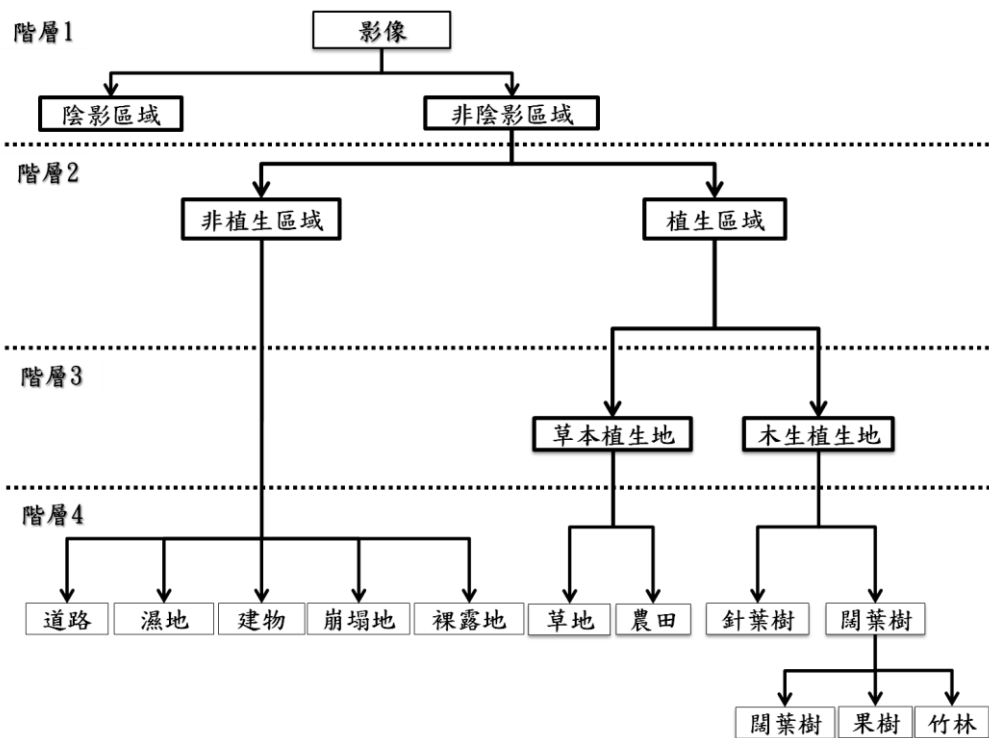 階層1
影像
陰影區域
非陰影區域
階層2
非植生區域
植生區域
階層3
草本植生地
木生植生地
階層4
道路
濕地
建物
崩塌地
裸露地
草地
農田
針葉樹
闊葉樹
闊葉樹
果樹
竹林